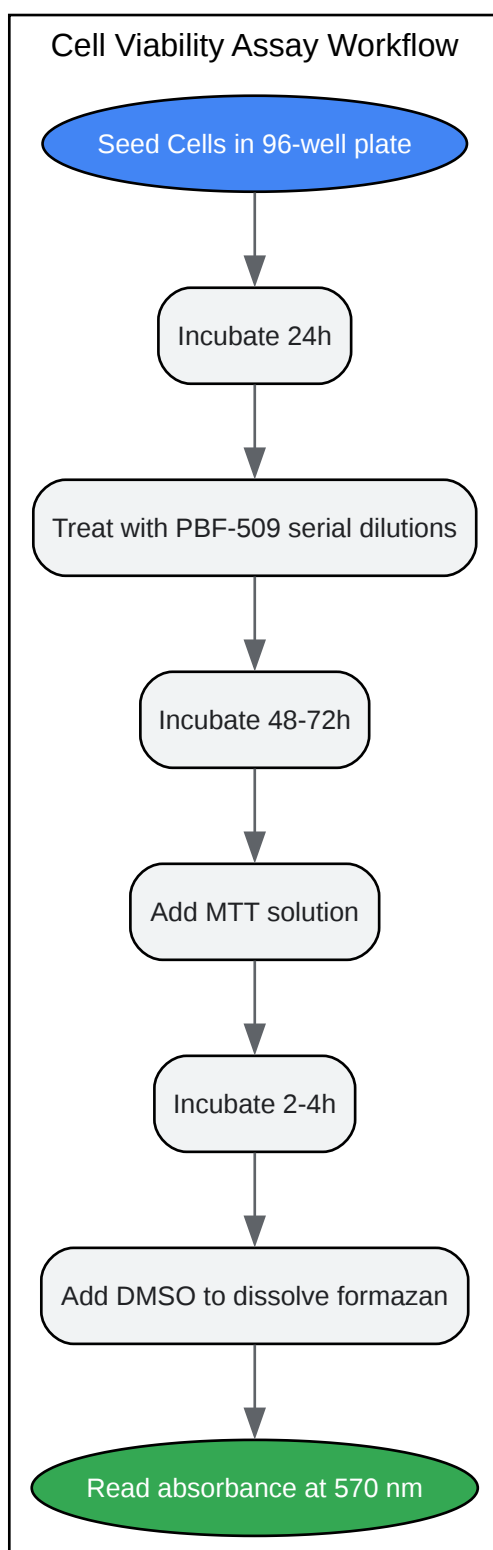 Cell Viability Assay Workflow
Seed Cells in 96-well plate
Incubate 24h
Treat with PBF-509 serial dilutions
Incubate 48-72h
Add MTT solution
Incubate 2-4h
Add DMSO to dissolve formazan
Read absorbance at 570 nm